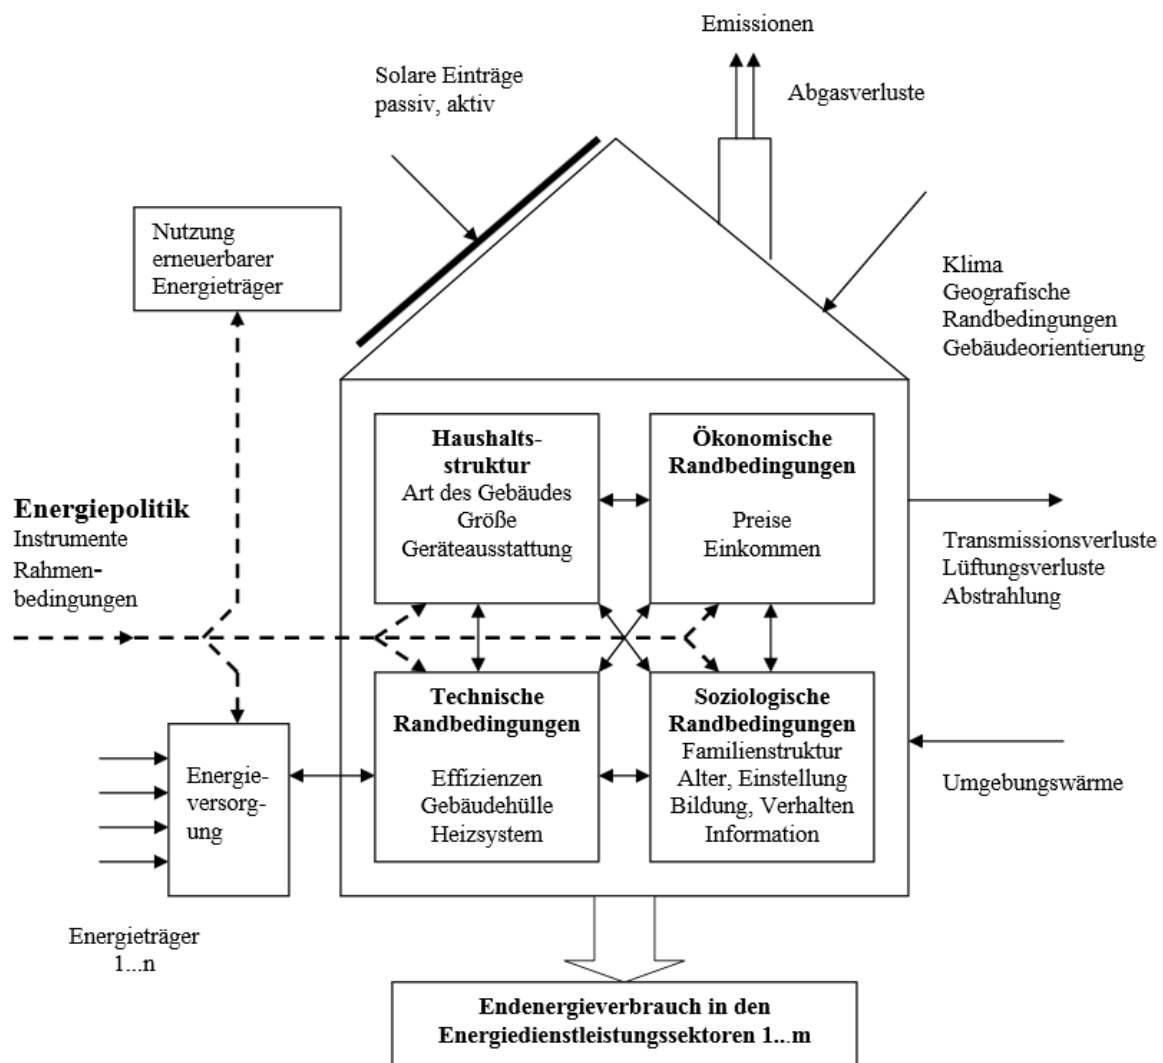 Emissionen
Solare Einträge
passiv, aktiv
Abgasverluste
Nutzung
erneuerbarer
Energieträger
Klima
Geografische
Randbedingungen
Gebäudeorientierung
Haushalts-
struktur
Art des Gebäudes
Größe
Geräteausstattung
Ökonomische
Randbedingungen
Preise
Einkommen
Energiepolitik
Instrumente
Rahmen-
bedingungen
Transmissionsverluste
Lüftungsverluste
Abstrahlung
Technische
Randbedingungen
Effizienzen
Gebäudehülle
Heizsystem
Soziologische
Randbedingungen
Familienstruktur
Alter, Einstellung
Bildung, Verhalten
Information
Energie-
versorg-
ung
Umgebungswärme
Energieträger
1...n
Endenergieverbrauch in den
Energiedienstleistungssektoren 1...m